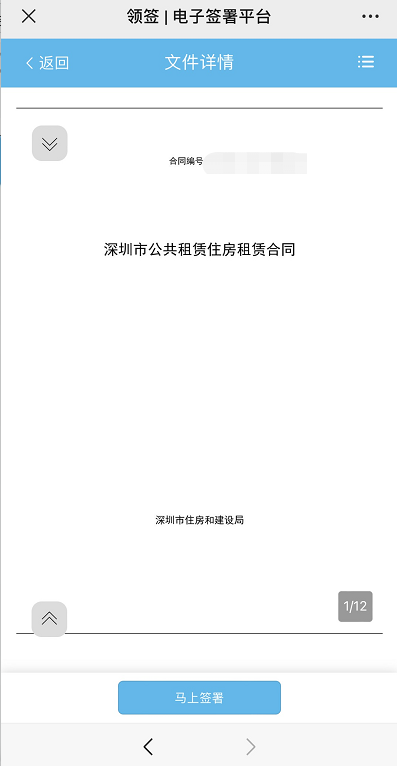 领签 | 电子签署平台
返回
文件详情
合同编号
深圳市公共租赁住房租赁合同
深圳市住房和建设局
1/12
马上签署